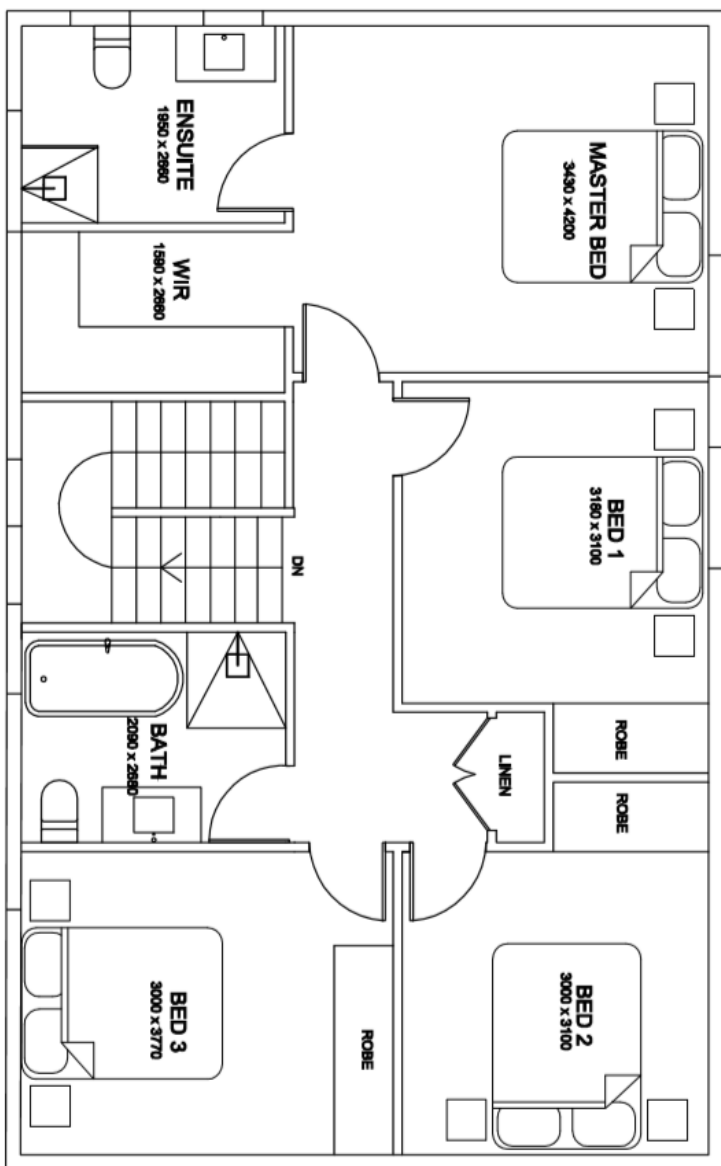 ENSUITE
1950 x 2660
MASTER BED
3430 x 4200
WIR
1590 x 2660
BED 1
3180 x 3100
DN
BATH
2090 x 2660
LINEN
ROBE
ROBE
BED 3
3000 x 3770
ROBE
BED 2
3000 x 3100